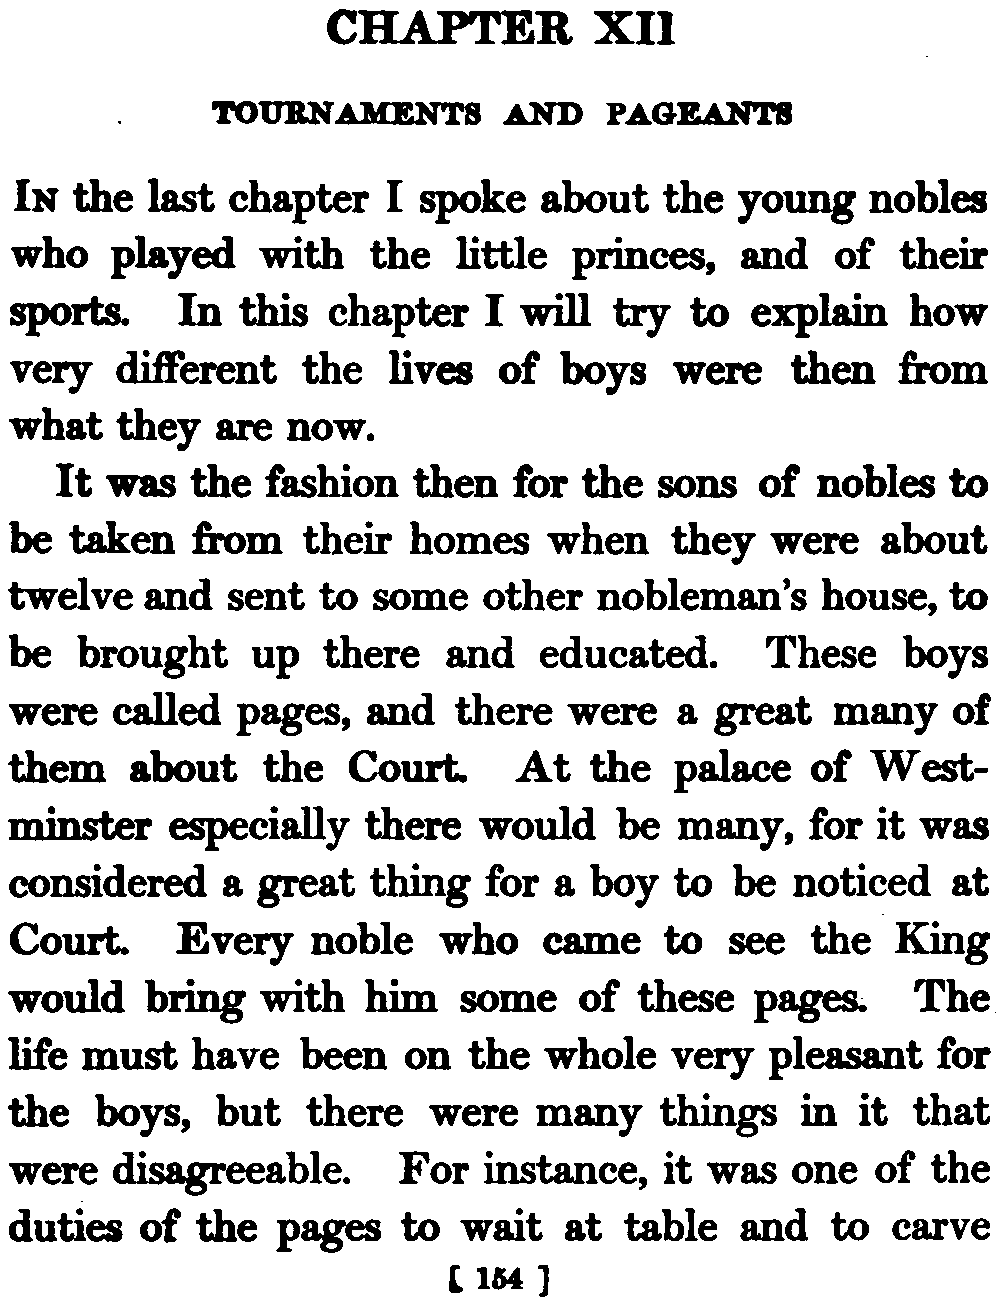 CHAPTER XII
TOURNAMENTS AND PAGEANTS
IN the last chapter I spoke about the young nobles
who played with the little princes, and of their
sports. In this chapter I will try to explain how
very different the lives of boys were then from
what they are now.
It was the fashion then for the sons of nobles to
be taken from their homes when they were about
twelve and sent to some other nobleman's house, to
be brought up there and educated. These boys
were called pages, and there were a great many of
them about the Court. At the palace of West-
minster especially there would be many, for it was
considered a great thing for a boy to be noticed at
Court. Every noble who came to see the King
would bring with him some of these pages. The
life must have been on the whole very pleasant for
the boys, but there were many things in it that
were disagreeable. For instance, it was one of the
duties of the pages to wait at table and to carve
[ 154 ]